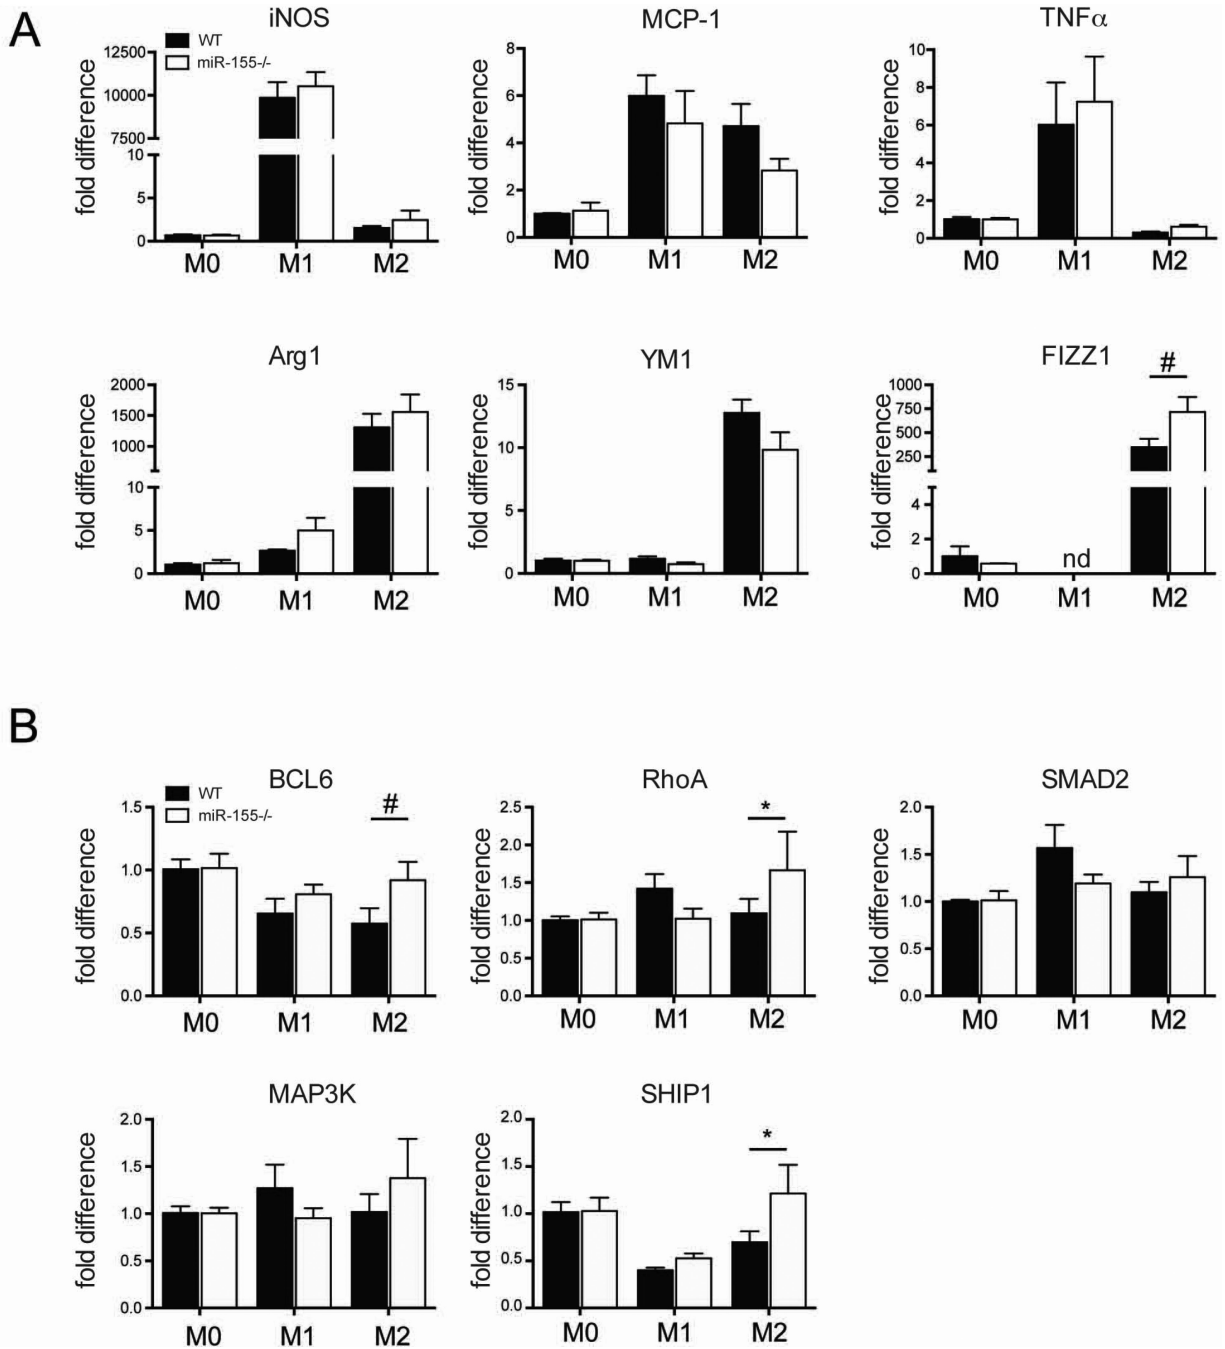 A
iNOS
MCP-1
TNFα
WT
miR-155-/-
fold difference
12500
10000
7500
10
5
0
M0 M1 M2
fold difference
8
6
4
2
0
M0 M1 M2
fold difference
10
8
6
4
2
0
M0 M1 M2
Arg1
YM1
FIZZ1
fold difference
2000
1500
1000
10
5
0
M0 M1 M2
fold difference
15
10
5
0
M0 M1 M2
fold difference
#
1000
750
500
250
4
2
0
nd
M0 M1 M2
B
BCL6
RhoA
SMAD2
WT
miR-155-/-
fold difference
#
1.5
1.0
0.5
0.0
M0 M1 M2
fold difference
*
2.5
2.0
1.5
1.0
0.5
0.0
M0 M1 M2
fold difference
2.0
1.5
1.0
0.5
0.0
M0 M1 M2
MAP3K
SHIP1
fold difference
2.0
1.5
1.0
0.5
0.0
M0 M1 M2
fold difference
*
2.0
1.5
1.0
0.5
0.0
M0 M1 M2